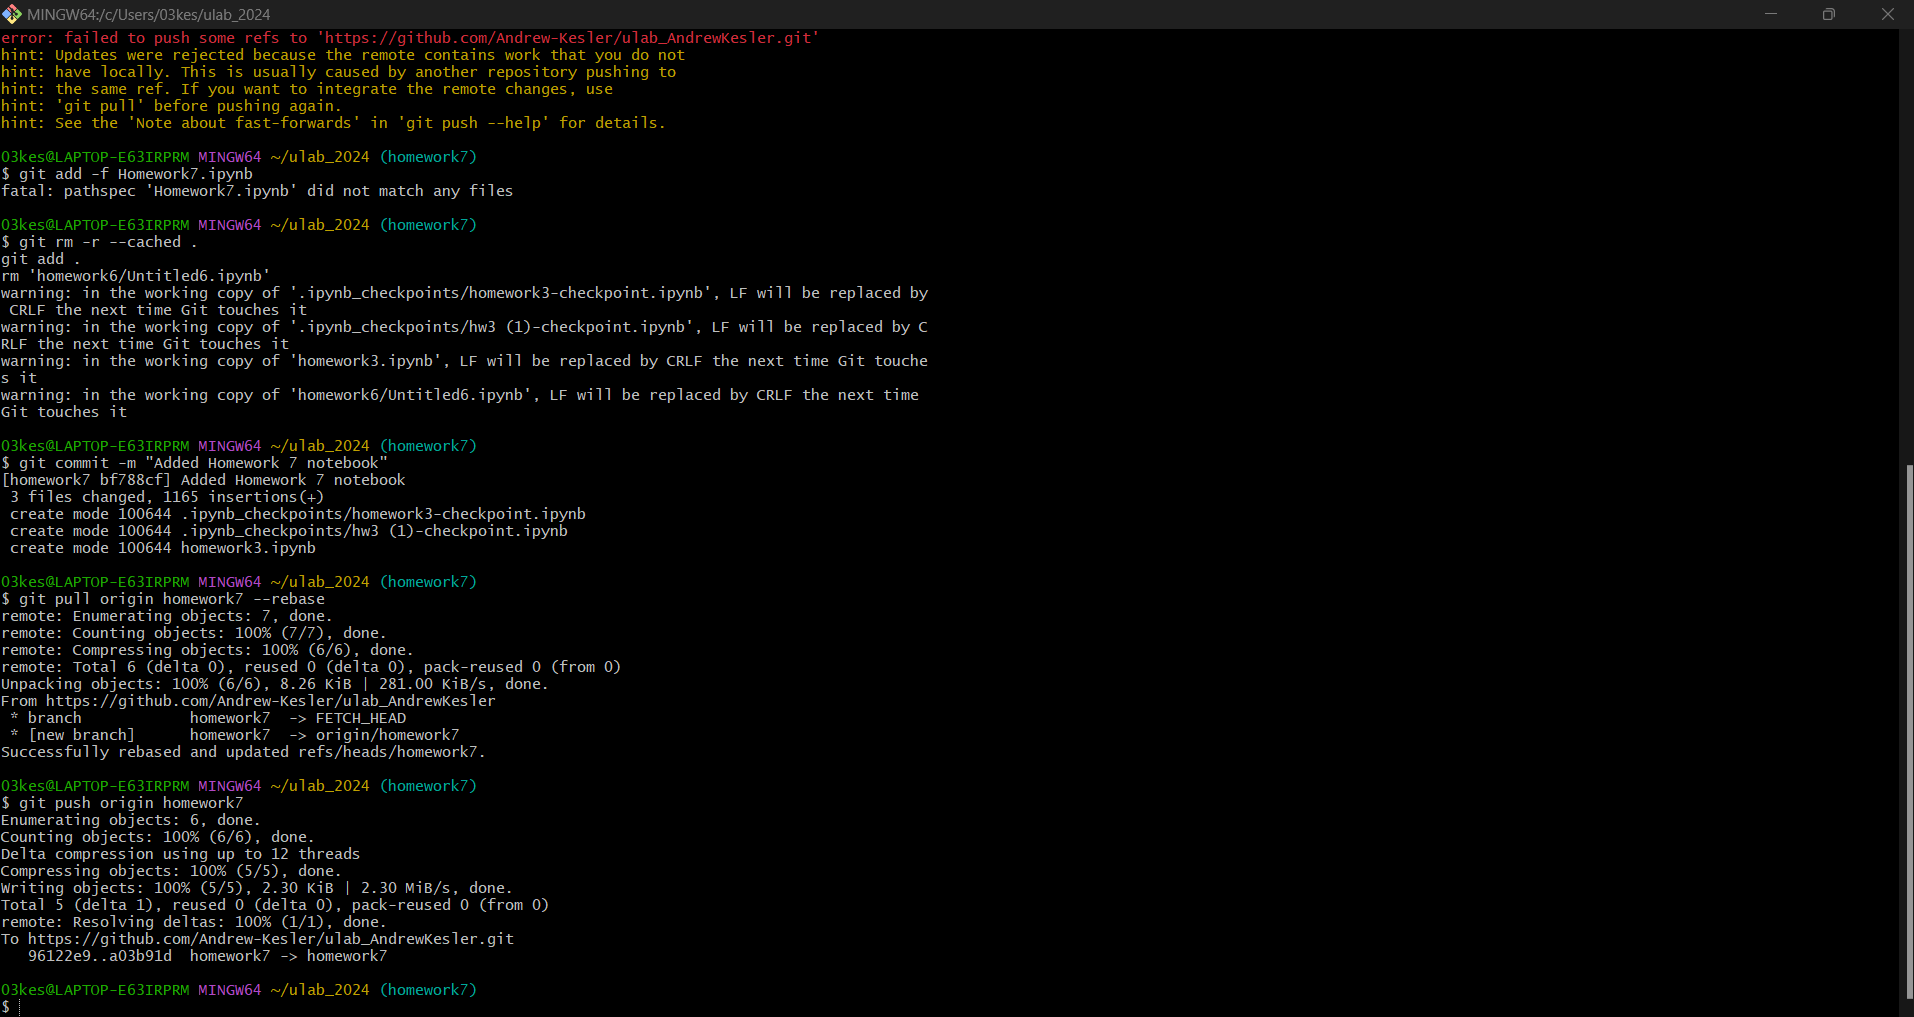 MINGW64:/c/Users/03kes/ulab_2024
error: failed to push some refs to 'https://github.com/Andrew-Kesler/ulab_AndrewKesler.git'
hint: Updates were rejected because the remote contains work that you do not
hint: have locally. This is usually caused by another repository pushing to
hint: the same ref. If you want to integrate the remote changes, use
hint: 'git pull' before pushing again.
hint: See the 'Note about fast-forwards' in 'git push --help' for details.
03kes@LAPTOP-E63IRPRM MINGW64 ~/ulab_2024 (homework7)
$ git add -f Homework7.ipynb
fatal: pathspec 'Homework7.ipynb' did not match any files
03kes@LAPTOP-E63IRPRM MINGW64 ~/ulab_2024 (homework7)
$ git rm -r --cached .
git add .
rm 'homework6/Untitled6.ipynb'
warning: in the working copy of '.ipynb_checkpoints/homework3-checkpoint.ipynb', LF will be replaced by
 CRLF the next time Git touches it
warning: in the working copy of '.ipynb_checkpoints/hw3 (1)-checkpoint.ipynb', LF will be replaced by C
RLF the next time Git touches it
warning: in the working copy of 'homework3.ipynb', LF will be replaced by CRLF the next time Git touche
s it
warning: in the working copy of 'homework6/Untitled6.ipynb', LF will be replaced by CRLF the next time
Git touches it
03kes@LAPTOP-E63IRPRM MINGW64 ~/ulab_2024 (homework7)
$ git commit -m "Added Homework 7 notebook"
[homework7 bf788cf] Added Homework 7 notebook
 3 files changed, 1165 insertions(+)
 create mode 100644 .ipynb_checkpoints/homework3-checkpoint.ipynb
 create mode 100644 .ipynb_checkpoints/hw3 (1)-checkpoint.ipynb
 create mode 100644 homework3.ipynb
03kes@LAPTOP-E63IRPRM MINGW64 ~/ulab_2024 (homework7)
$ git pull origin homework7 --rebase
remote: Enumerating objects: 7, done.
remote: Counting objects: 100% (7/7), done.
remote: Compressing objects: 100% (6/6), done.
remote: Total 6 (delta 0), reused 0 (delta 0), pack-reused 0 (from 0)
Unpacking objects: 100% (6/6), 8.26 KiB | 281.00 KiB/s, done.
From https://github.com/Andrew-Kesler/ulab_AndrewKesler
 * branch            homework7  -> FETCH_HEAD
 * [new branch]      homework7  -> origin/homework7
Successfully rebased and updated refs/heads/homework7.
03kes@LAPTOP-E63IRPRM MINGW64 ~/ulab_2024 (homework7)
$ git push origin homework7
Enumerating objects: 6, done.
Counting objects: 100% (6/6), done.
Delta compression using up to 12 threads
Compressing objects: 100% (5/5), done.
Writing objects: 100% (5/5), 2.30 KiB | 2.30 MiB/s, done.
Total 5 (delta 1), reused 0 (delta 0), pack-reused 0 (from 0)
remote: Resolving deltas: 100% (1/1), done.
To https://github.com/Andrew-Kesler/ulab_AndrewKesler.git
   96122e9..a03b91d  homework7 -> homework7
03kes@LAPTOP-E63IRPRM MINGW64 ~/ulab_2024 (homework7)
$